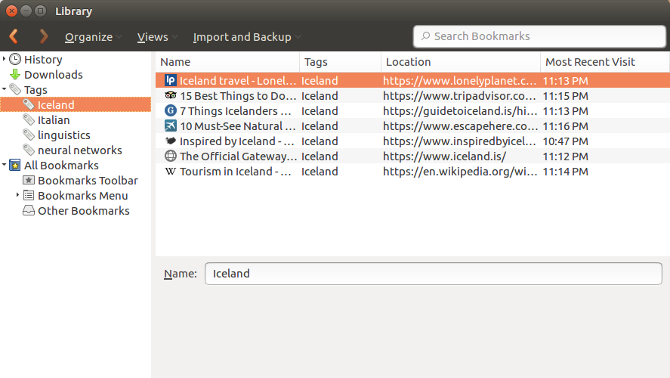 Library
Organize Views Import and Backup Search Bookmarks
History
Downloads
Tags
Iceland
Italian
linguistics
neural networks
All Bookmarks
Bookmarks Toolbar
Bookmarks Menu
Other Bookmarks
Name Tags Location Most Recent Visit
Iceland travel - Lonel... Iceland https://www.lonelyplanet.c... 11:13 PM
15 Best Things to Do... Iceland https://www.tripadvisor.co... 11:15 PM
7 Things Icelanders ... Iceland https://guidetoiceland.is/hi... 11:13 PM
10 Must-See Natural ... Iceland https://www.escapehere.co... 11:16 PM
Inspired by Iceland - ... Iceland https://www.inspiredbyicel... 10:47 PM
The Official Gateway... Iceland https://www.iceland.is/ 11:12 PM
Tourism in Iceland - ... Iceland https://en.wikipedia.org/wi... 11:14 PM
Name: Iceland